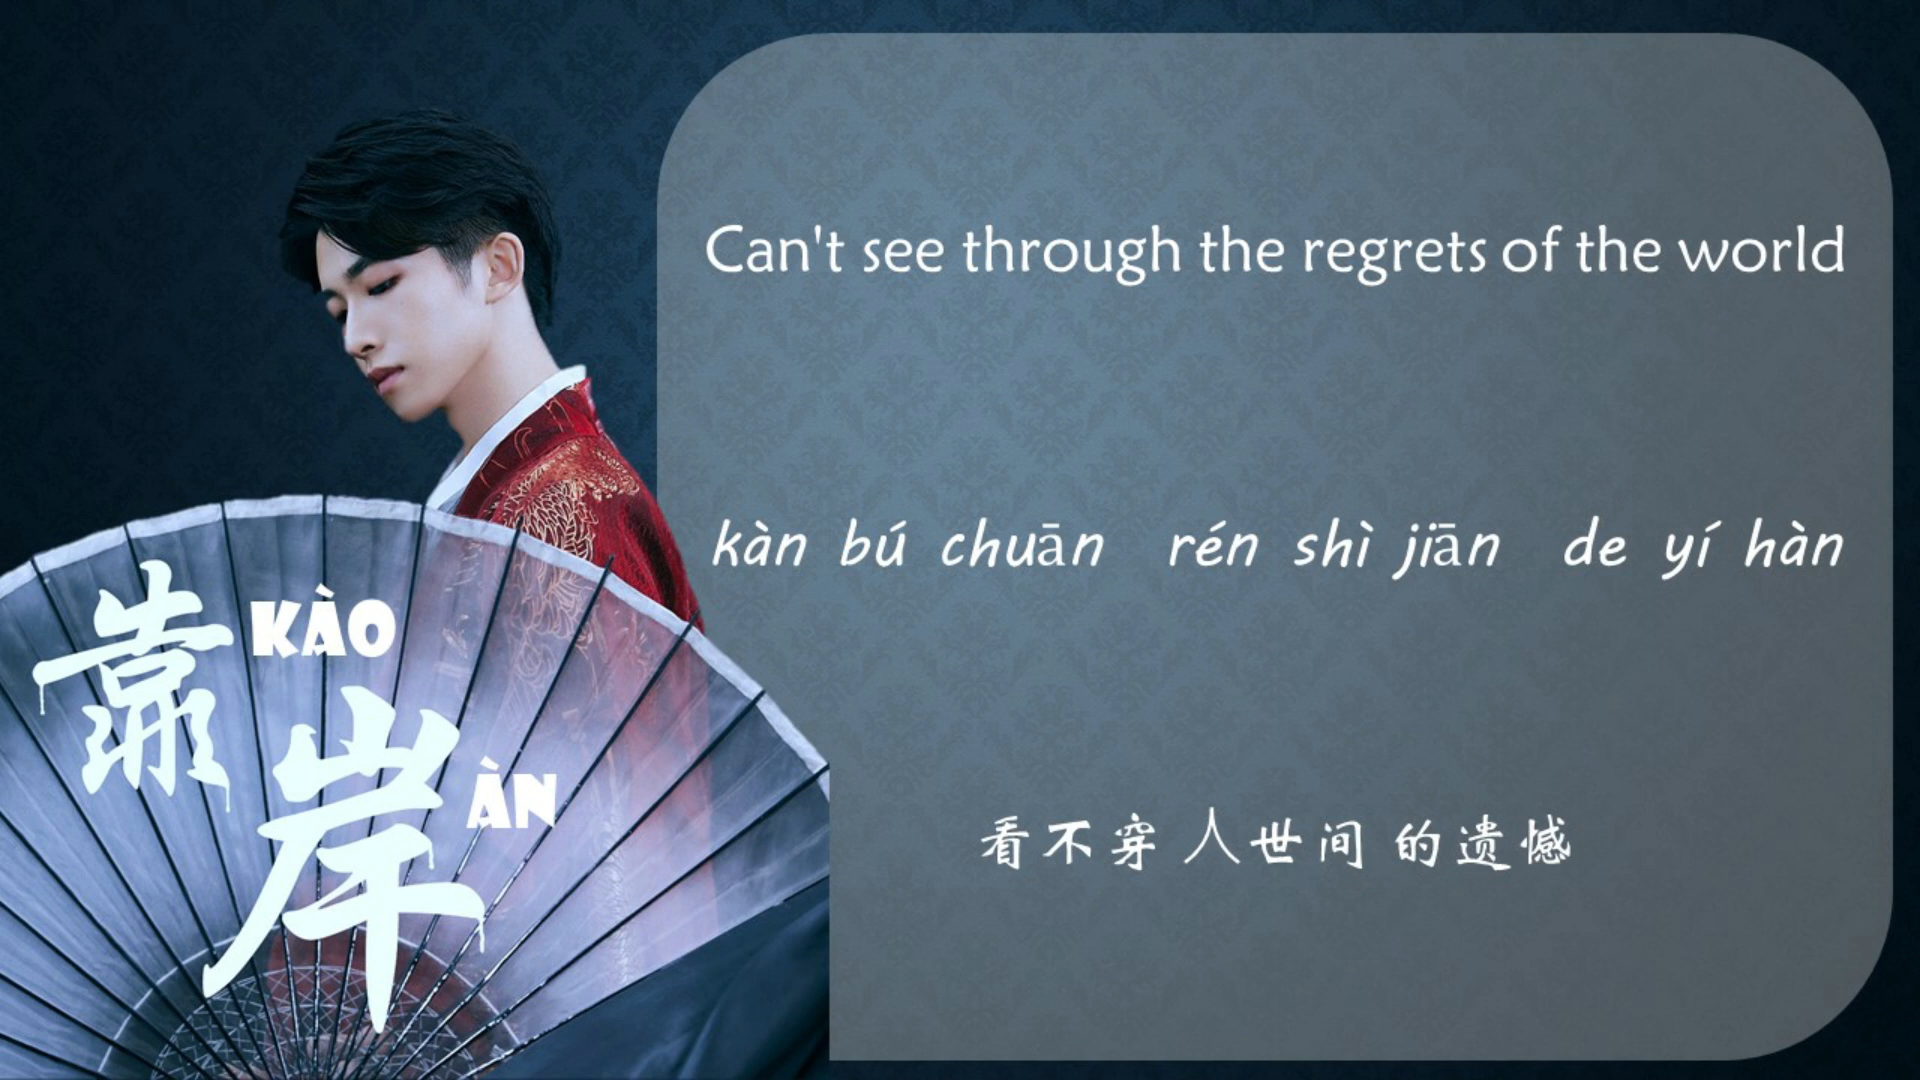 Can't see through the regrets of the world
kàn bú chuān rén shì jiān de yí hàn
看不穿 人世间 的遗憾
靠 KÀO
岸 ÀN